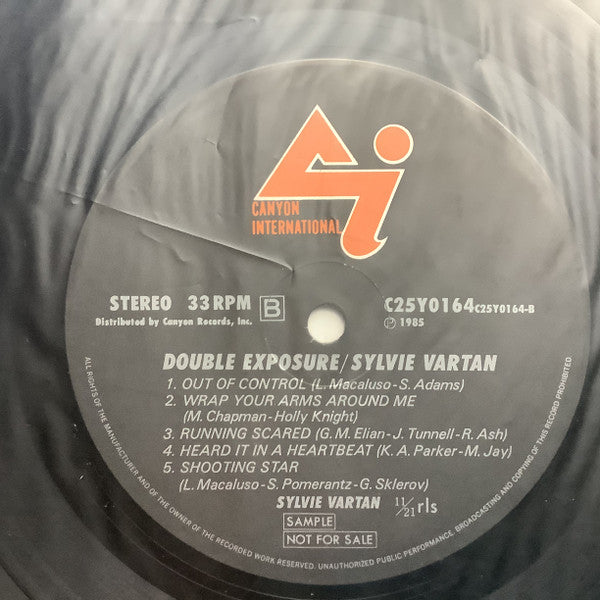 CANYON
INTERNATIONAL
STEREO 33 RPM B
Distributed by Canyon Records, Inc.
C25Y0164 C25Y0164-B
Ⓟ 1985
DOUBLE EXPOSURE/SYLVIE VARTAN
1. OUT OF CONTROL (L. Macaluso-S. Adams)
2. WRAP YOUR ARMS AROUND ME
(M. Chapman-Holly Knight)
3. RUNNING SCARED (G. M. Elian-J. Tunnell-R. Ash)
4. HEARD IT IN A HEARTBEAT (K. A. Parker-M. Jay)
5. SHOOTING STAR
(L. Macaluso-S. Pomerantz-G. Sklerov)
SYLVIE VARTAN 11/21 rls
SAMPLE
NOT FOR SALE
ALL RIGHTS OF THE MANUFACTURER AND OF THE OWNER OF THE RECORDED WORK RESERVED. UNAUTHORIZED PUBLIC PERFORMANCE, BROADCASTING AND COPYING OF THIS RECORD PROHIBITED.